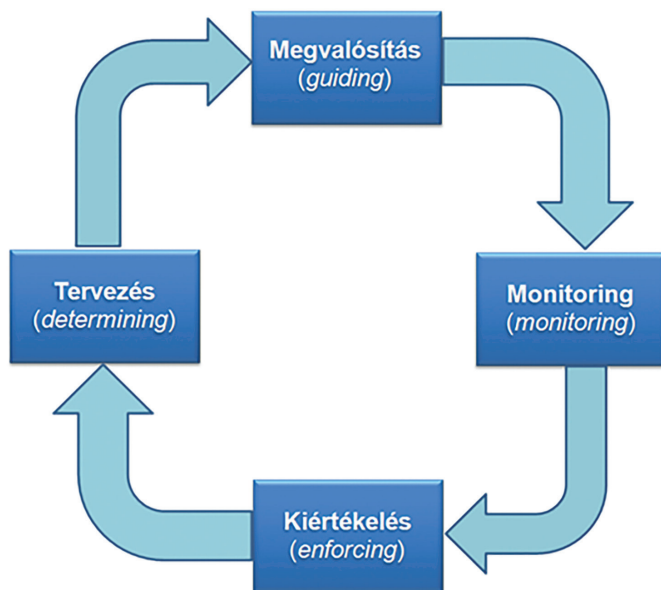 Megvalósítás
(guiding)
Tervezés
(determining)
Monitoring
(monitoring)
Kiértékelés
(enforcing)